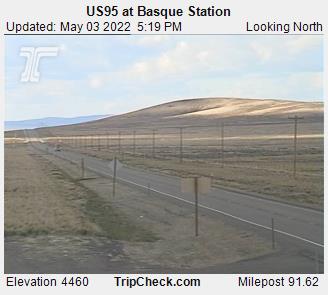 US95 at Basque Station
Updated: May 03 2022 5:19 PM Looking North
Elevation 4460 TripCheck.com Milepost 91.62